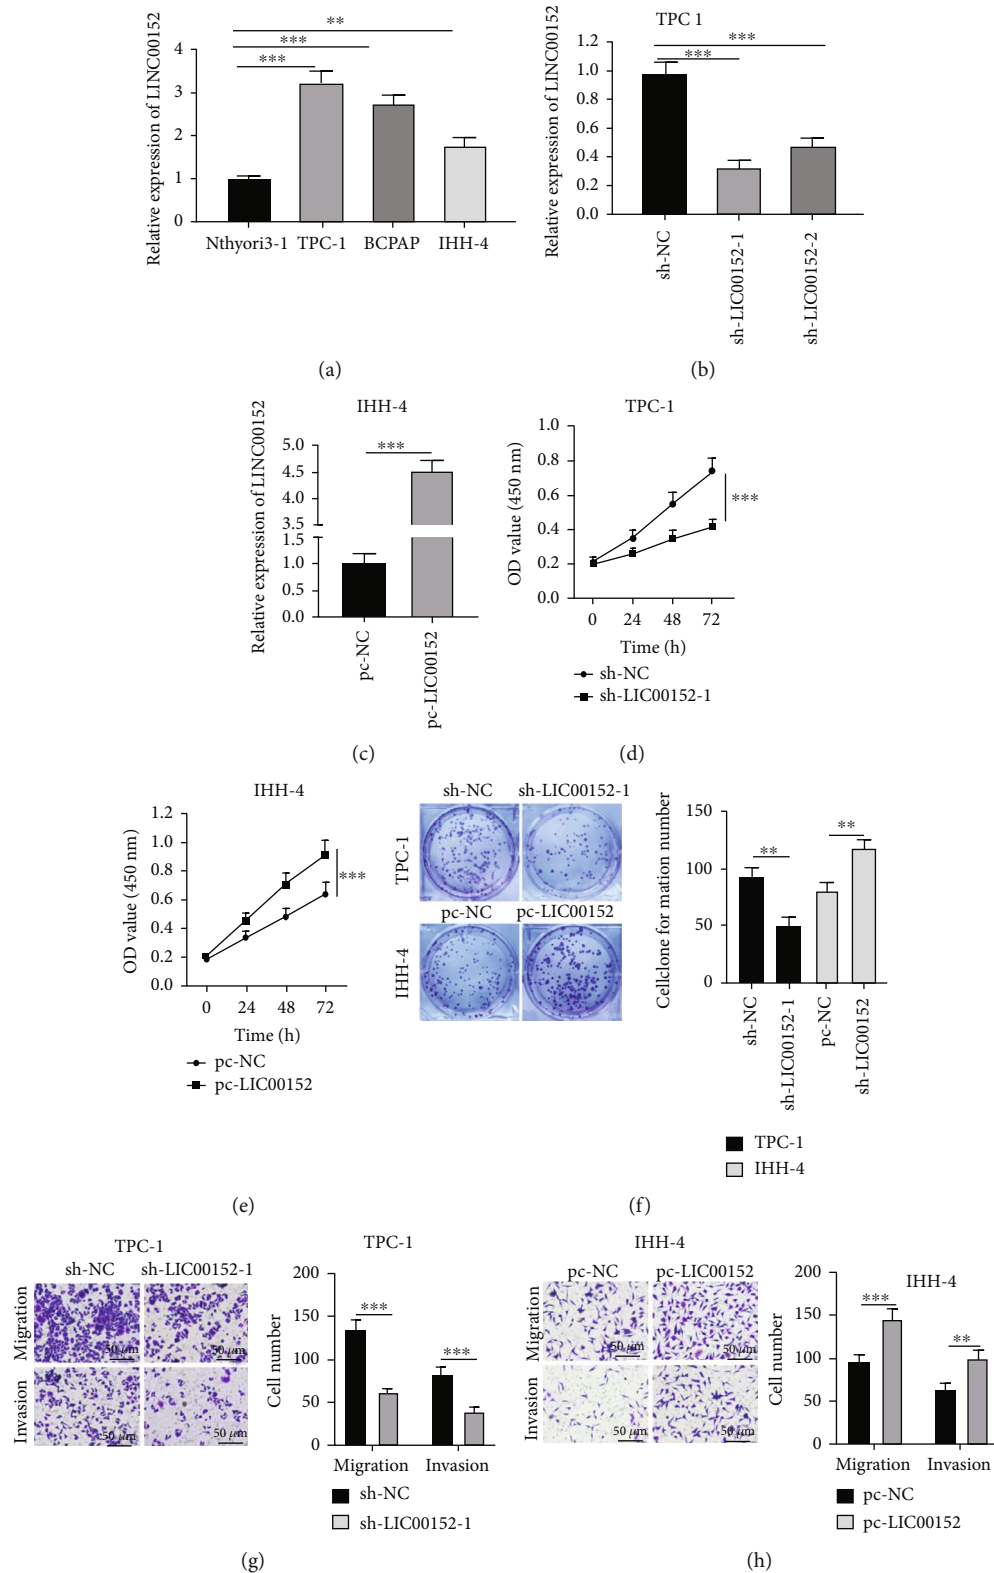 Relative expression of LINC00152
4
3
2
1
0
**
***
***
Nthyori3-1 TPC-1 BCPAP IHH-4
(a)
TPC 1
Relative expression of LINC00152
1.2
1.0
0.8
0.6
0.4
0.2
0.0
***
***
sh-NC
sh-LIC00152-1
sh-LIC00152-2
(b)
IHH-4
Relative expression of LINC00152
5.0
4.5
4.0
3.5
1.5
1.0
0.5
0.0
***
pc-NC
pc-LIC00152
(c)
TPC-1
OD value (450 nm)
1.0
0.8
0.6
0.4
0.2
0.0
***
0 24 48 72
Time (h)
sh-NC
sh-LIC00152-1
(d)
IHH-4
OD value (450 nm)
1.2
1.0
0.8
0.6
0.4
0.2
0.0
***
0 24 48 72
Time (h)
pc-NC
pc-LIC00152
(e)
sh-NC sh-LIC00152-1
TPC-1
pc-NC pc-LIC00152
IHH-4
Cellclone for mation number
150
100
50
0
**
**
sh-NC
sh-LIC00152-1
pc-NC
sh-LIC00152
TPC-1
IHH-4
(f)
TPC-1
sh-NC sh-LIC00152-1
Migration
50 μm 50 μm
Invasion
50 μm 50 μm
TPC-1
Cell number
200
150
100
50
0
***
***
Migration Invasion
sh-NC
sh-LIC00152-1
(g)
IHH-4
pc-NC pc-LIC00152
Migration
50 μm 50 μm
Invasion
50 μm 50 μm
IHH-4
Cell number
200
150
100
50
0
***
**
Migration Invasion
pc-NC
pc-LIC00152
(h)